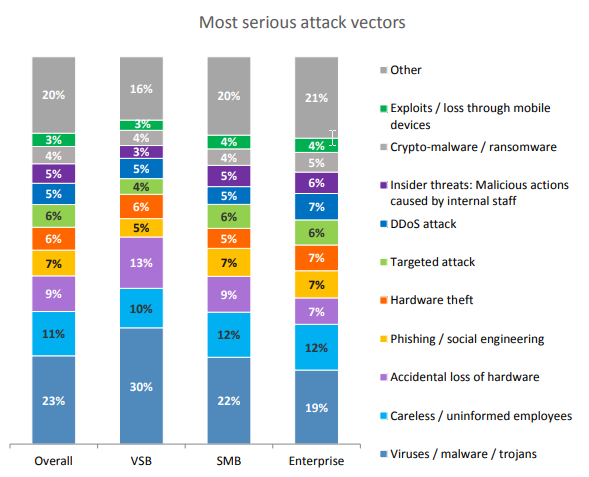 Most serious attack vectors
20%
3%
4%
5%
5%
6%
6%
7%
9%
11%
23%
Overall
16%
3%
4%
3%
5%
4%
6%
5%
13%
10%
30%
VSB
20%
4%
4%
5%
5%
6%
5%
7%
9%
12%
22%
SMB
21%
4%
5%
6%
7%
6%
7%
7%
7%
12%
19%
Enterprise
Other
Exploits / loss through mobile
devices
Crypto-malware / ransomware
Insider threats: Malicious actions
caused by internal staff
DDoS attack
Targeted attack
Hardware theft
Phishing / social engineering
Accidental loss of hardware
Careless / uninformed employees
Viruses / malware / trojans